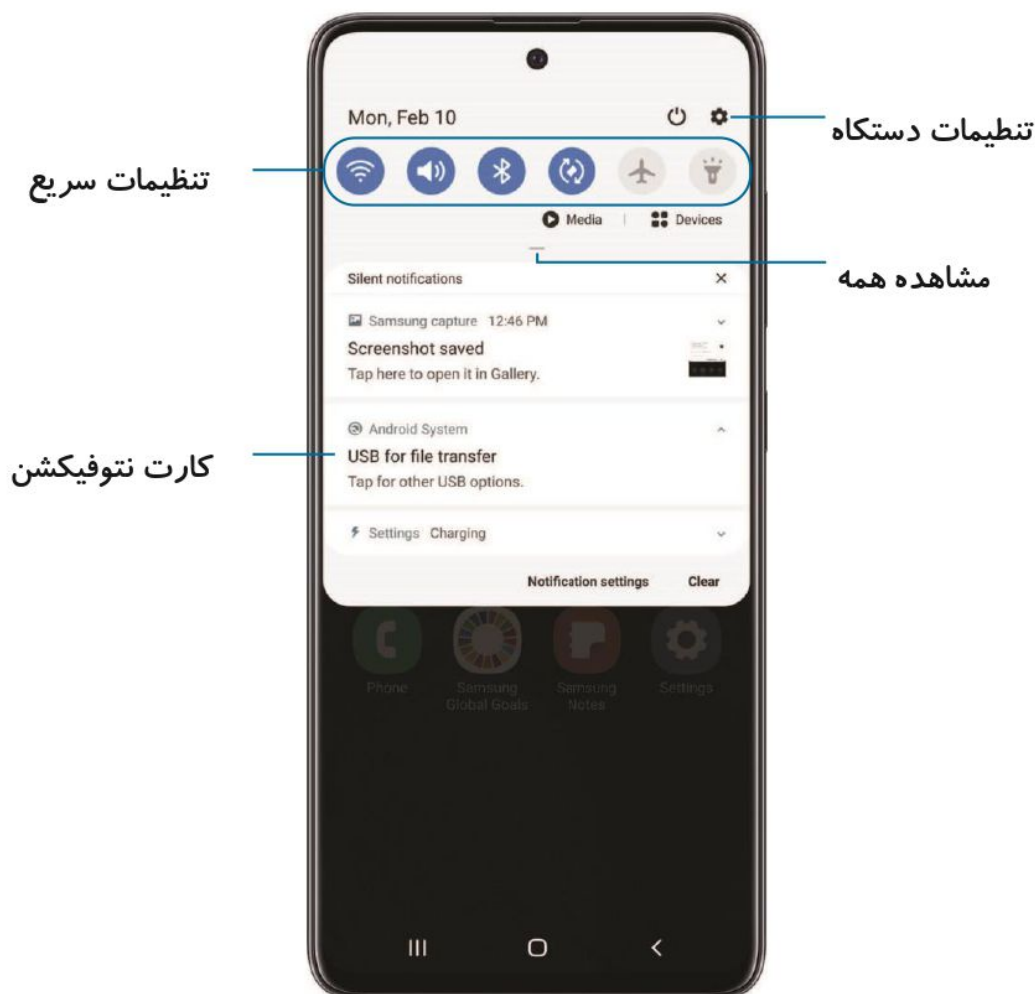 Mon, Feb 10
تنطیمات دستکاه
تنظیمات سریع
Media | Devices
مشاهده همه
Silent notifications
Samsung capture 12:46 PM
Screenshot saved
Tap here to open it in Gallery.
Android System
USB for file transfer
کارت نتوفیکشن
Tap for other USB options.
Settings Charging
Notification settings Clear
Phone Samsung Global Goals Samsung Notes Settings